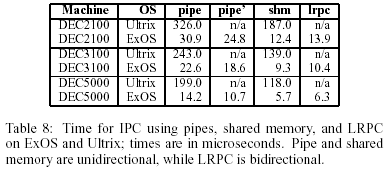 Machine OS pipe pipe' shm lrpc
DEC2100 Ultrix 326.0 n/a 187.0 n/a
DEC2100 ExOS 30.9 24.8 12.4 13.9
DEC3100 Ultrix 243.0 n/a 139.0 n/a
DEC3100 ExOS 22.6 18.6 9.3 10.4
DEC5000 Ultrix 199.0 n/a 118.0 n/a
DEC5000 ExOS 14.2 10.7 5.7 6.3
Table 8: Time for IPC using pipes, shared memory, and LRPC
on ExOS and Ultrix; times are in microseconds. Pipe and shared
memory are unidirectional, while LRPC is bidirectional.